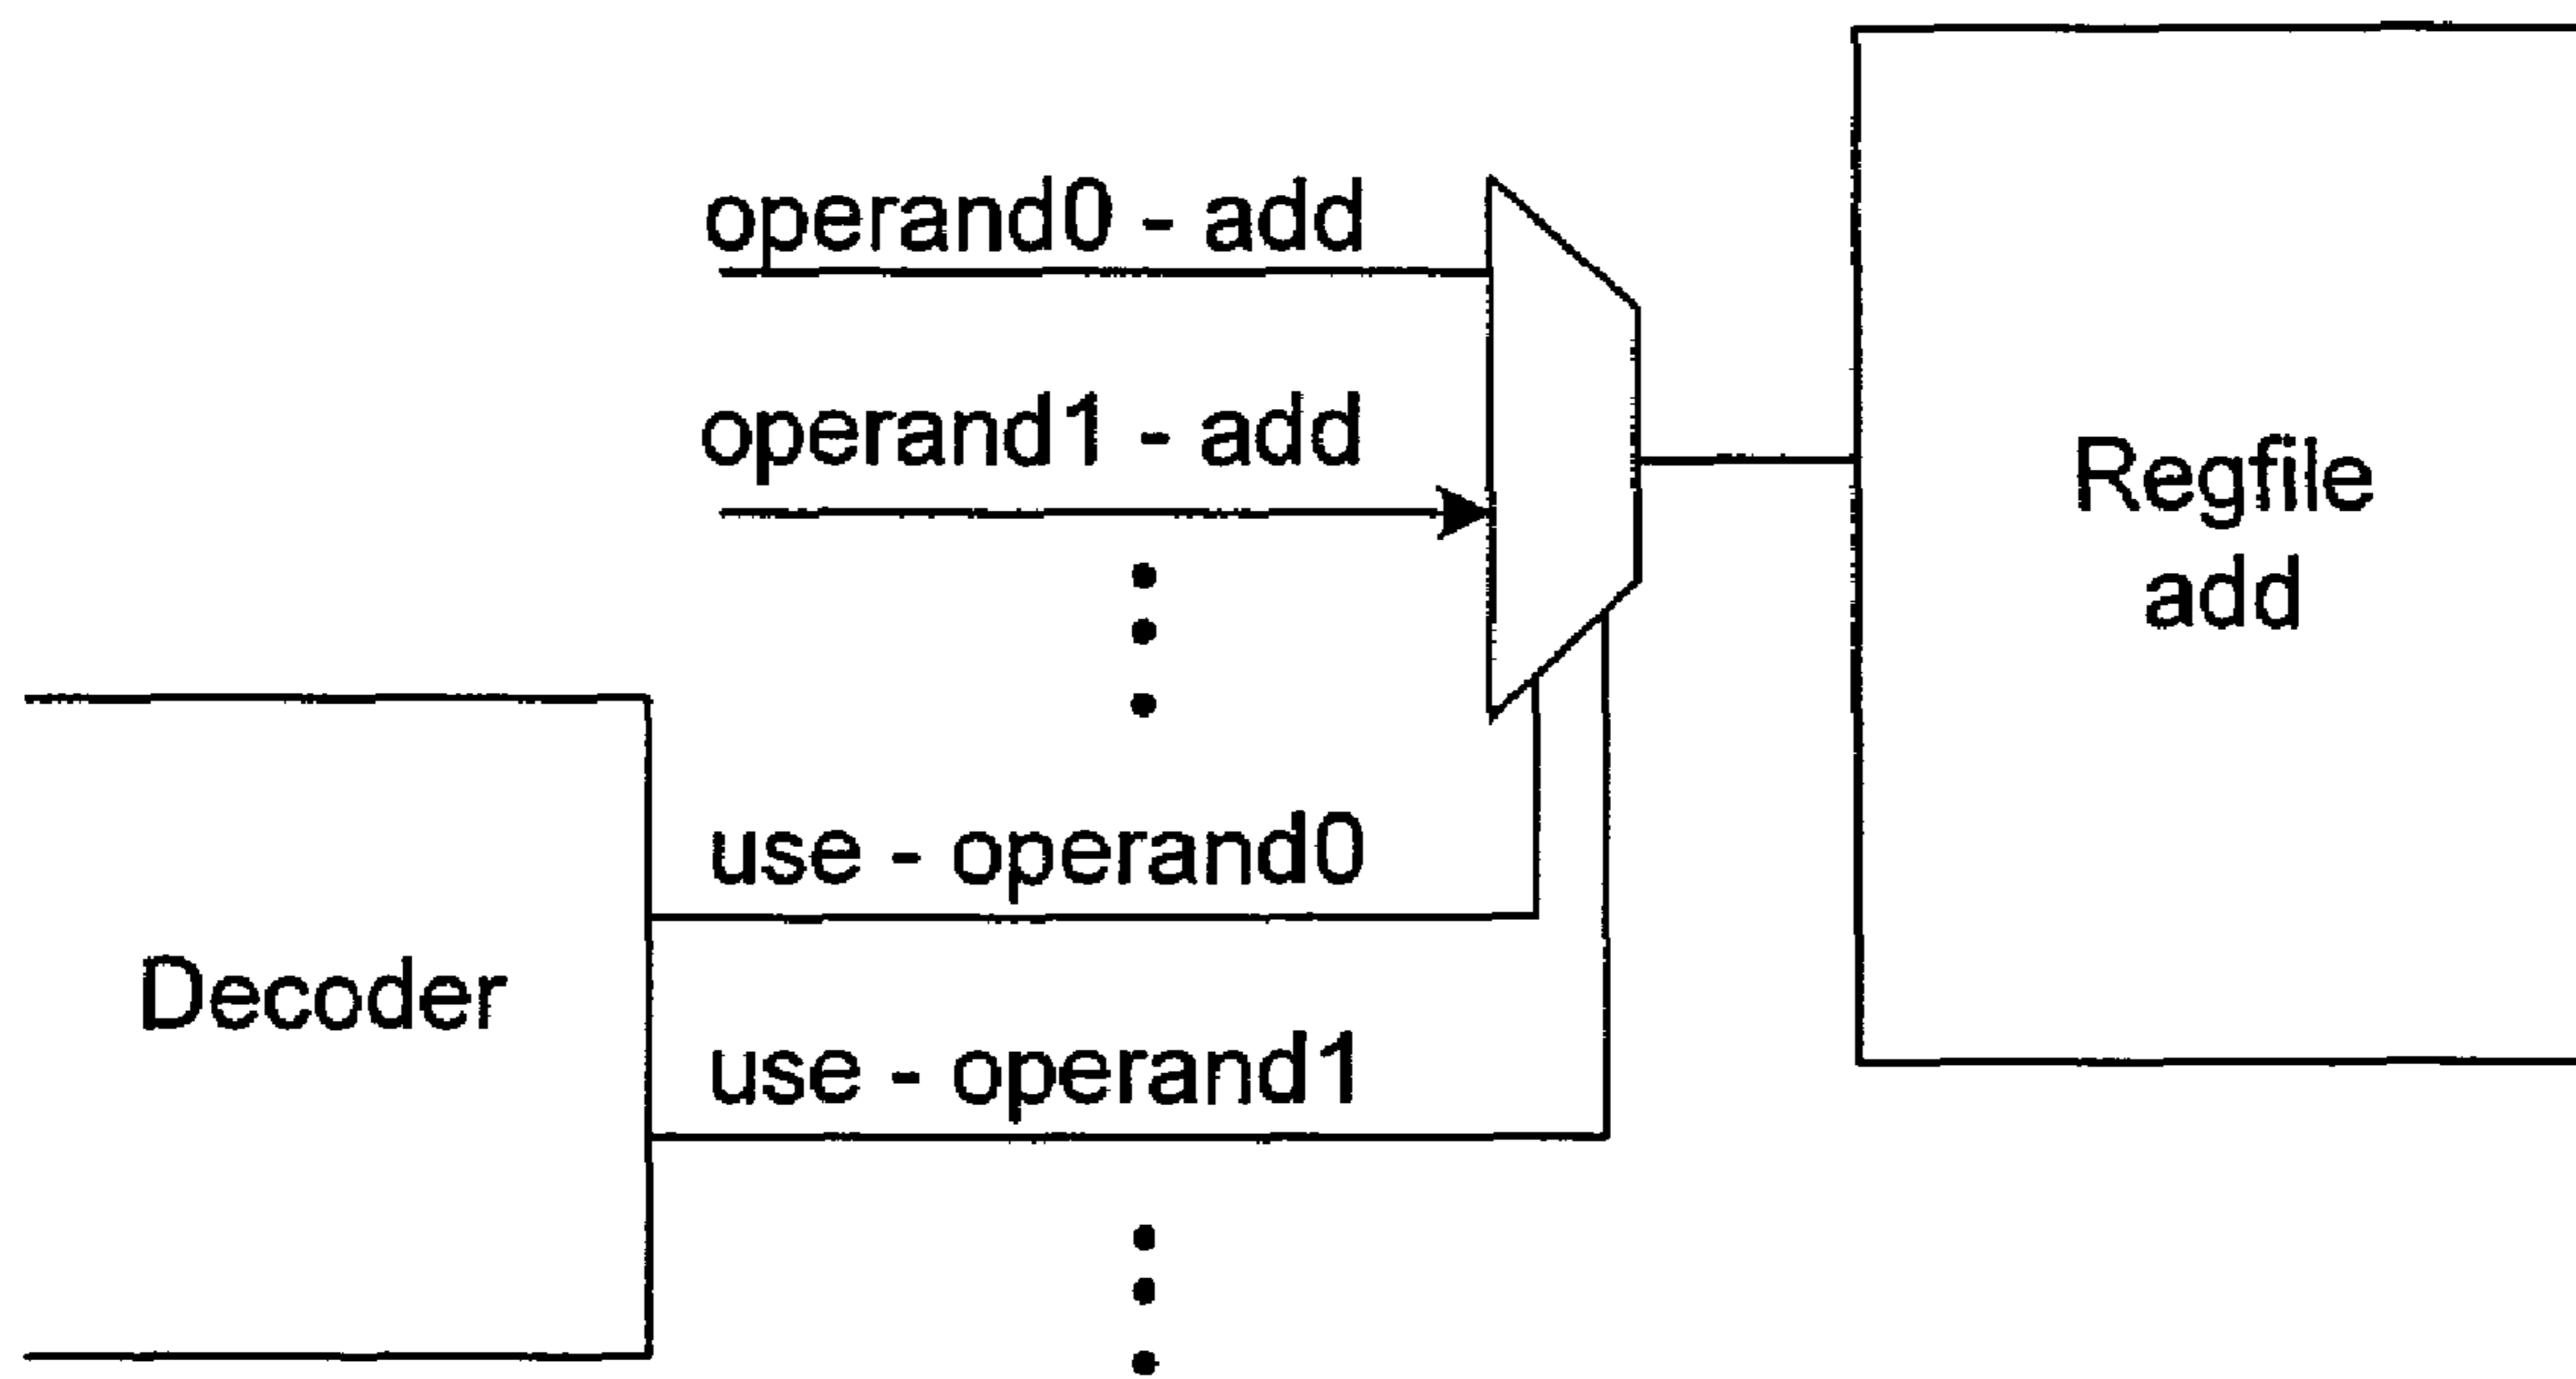 operand0 - add
operand1 - add
Regfile
add
use - operand0
Decoder
use - operand1